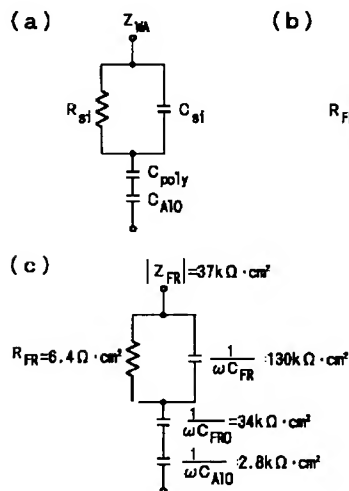 (a)
Z_WA
(b)
R_si
C_si
R_F
C_poly
C_AlO
(c)
|Z_FR|=37kΩ·cm²
R_FR=6.4Ω·cm²
1/ωC_FR :130kΩ·cm²
1/ωC_FRO =34kΩ·cm²
1/ωC_AlO :2.8kΩ·cm²